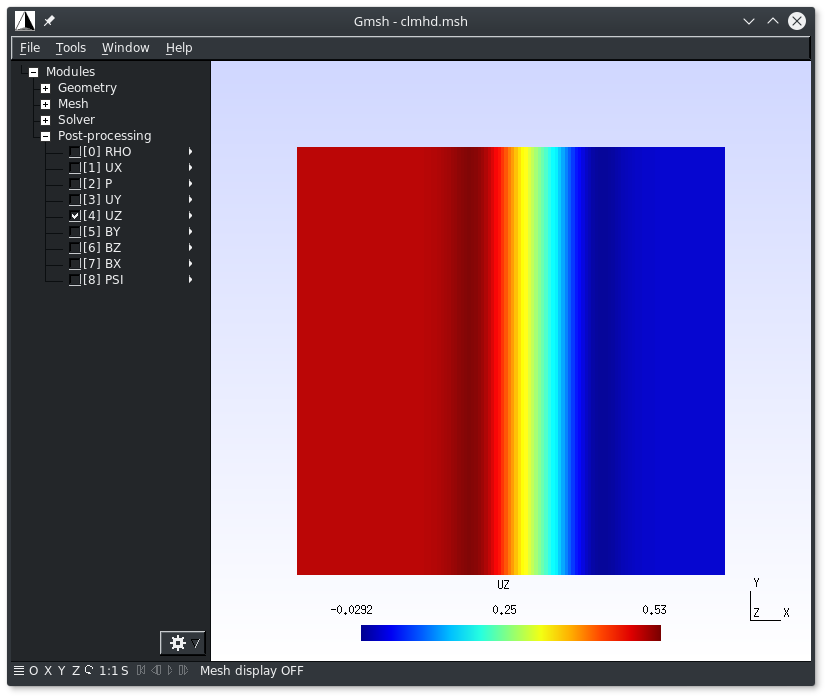 Gmsh - clmhd.msh
File Tools Window Help
Modules
Geometry
Mesh
Solver
Post-processing
[0] RHO
[1] UX
[2] P
[3] UY
[4] UZ
[5] BY
[6] BZ
[7] BX
[8] PSI
UZ
-0.0292 0.25 0.53
Y
Z X
O X Y Z 1:1 S Mesh display OFF